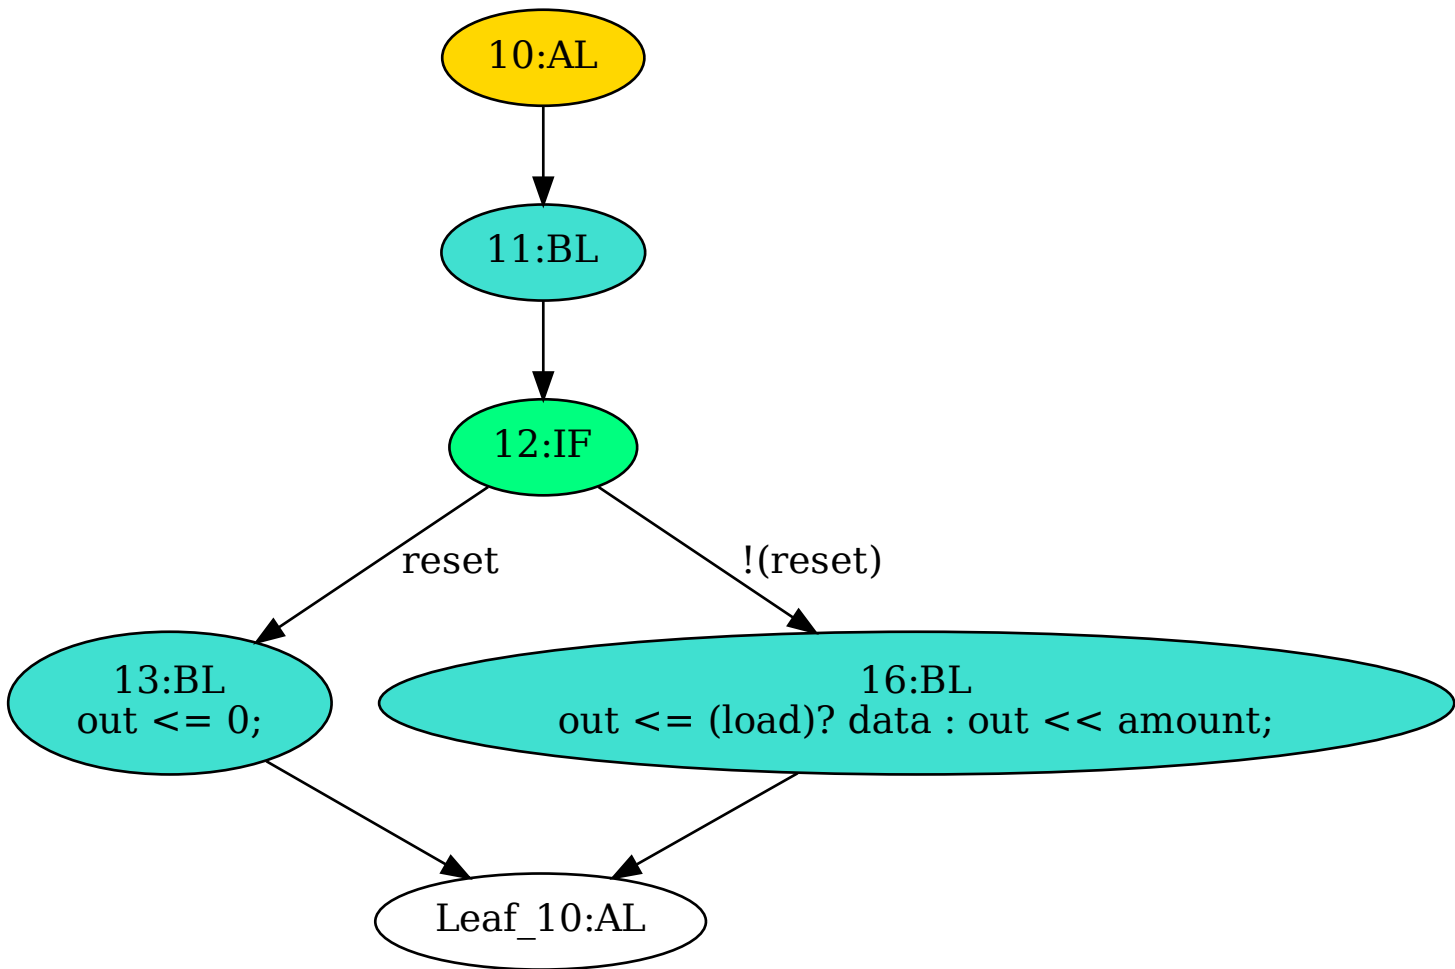 10:AL
11:BL
12:IF
reset
!(reset)
13:BL
out <= 0;
16:BL
out <= (load)? data : out << amount;
Leaf_10:AL